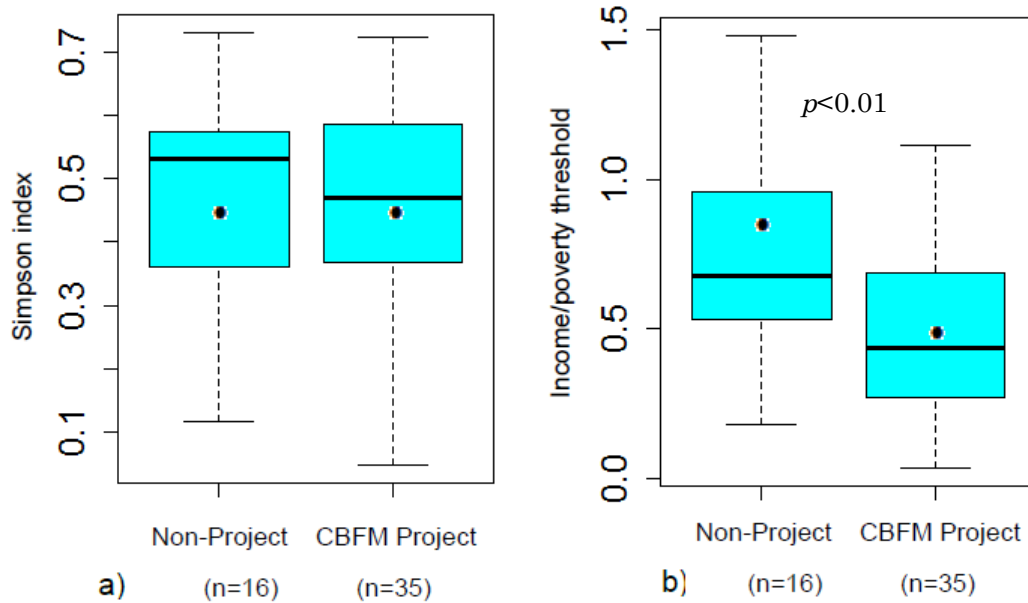 Simpson index
0.7
0.5
0.3
0.1
Non-Project
CBFM Project
a)
(n=16)
(n=35)
Income/poverty threshold
1.5
1.0
0.5
0.0
p<0.01
Non-Project
CBFM Project
b)
(n=16)
(n=35)